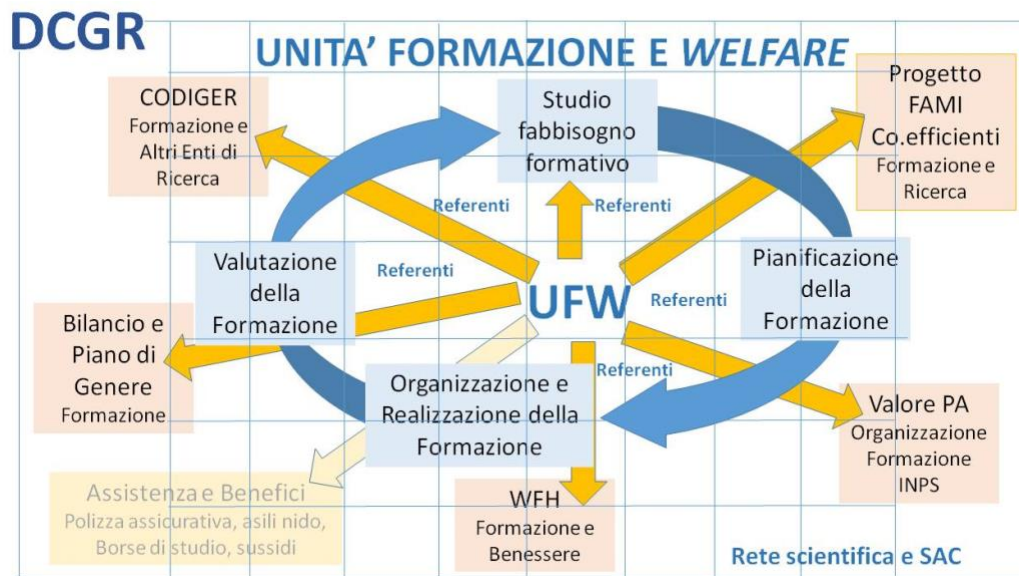 DCGR
UNITA’ FORMAZIONE E WELFARE
CODIGER
Formazione e
Altri Enti di
Ricerca
Studio
fabbisogno
formativo
Progetto
FAMI
Co.efficienti
Formazione e
Ricerca
Referenti
Referenti
Valutazione
della
Formazione
Referenti
UFW
Referenti
Pianificazione
della
Formazione
Bilancio e
Piano di
Genere
Formazione
Organizzazione e
Realizzazione della
Formazione
Referenti
Valore PA
Organizzazione
Formazione
INPS
Assistenza e Benefici
Polizza assicurativa, asili nido,
Borse di studio, sussidi
WFH
Formazione e
Benessere
Rete scientifica e SAC